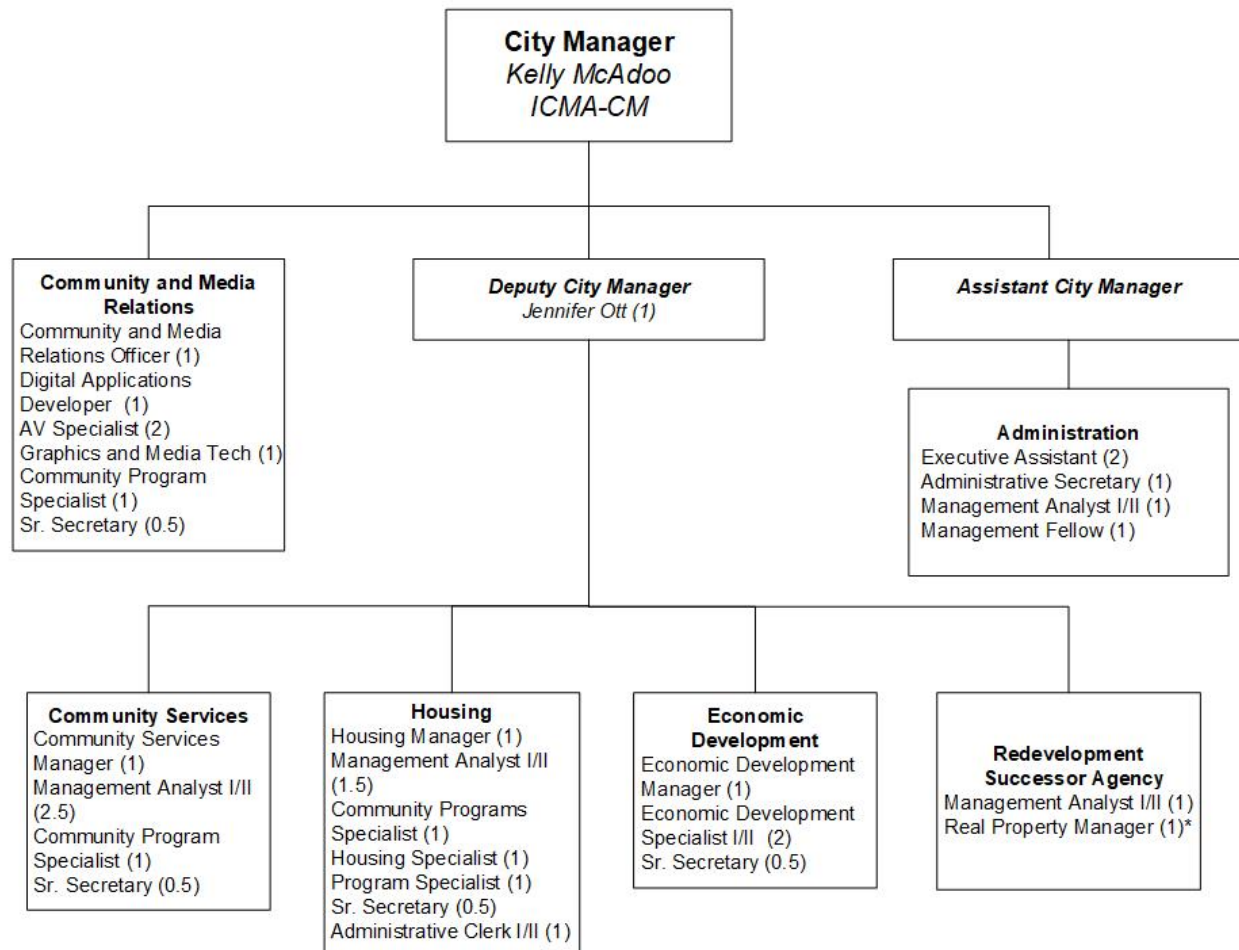 City Manager
Kelly McAdoo
ICMA-CM
Community and Media
Relations
Community and Media
Relations Officer (1)
Digital Applications
Developer (1)
AV Specialist (2)
Graphics and Media Tech (1)
Community Program
Specialist (1)
Sr. Secretary (0.5)
Deputy City Manager
Jennifer Ott (1)
Assistant City Manager
Administration
Executive Assistant (2)
Administrative Secretary (1)
Management Analyst I/II (1)
Management Fellow (1)
Community Services
Community Services
Manager (1)
Management Analyst I/II
(2.5)
Community Program
Specialist (1)
Sr. Secretary (0.5)
Housing
Housing Manager (1)
Management Analyst I/II
(1.5)
Community Programs
Specialist (1)
Housing Specialist (1)
Program Specialist (1)
Sr. Secretary (0.5)
Administrative Clerk I/II (1)
Economic
Development
Economic Development
Manager (1)
Economic Development
Specialist I/II (2)
Sr. Secretary (0.5)
Redevelopment
Successor Agency
Management Analyst I/II (1)
Real Property Manager (1)*